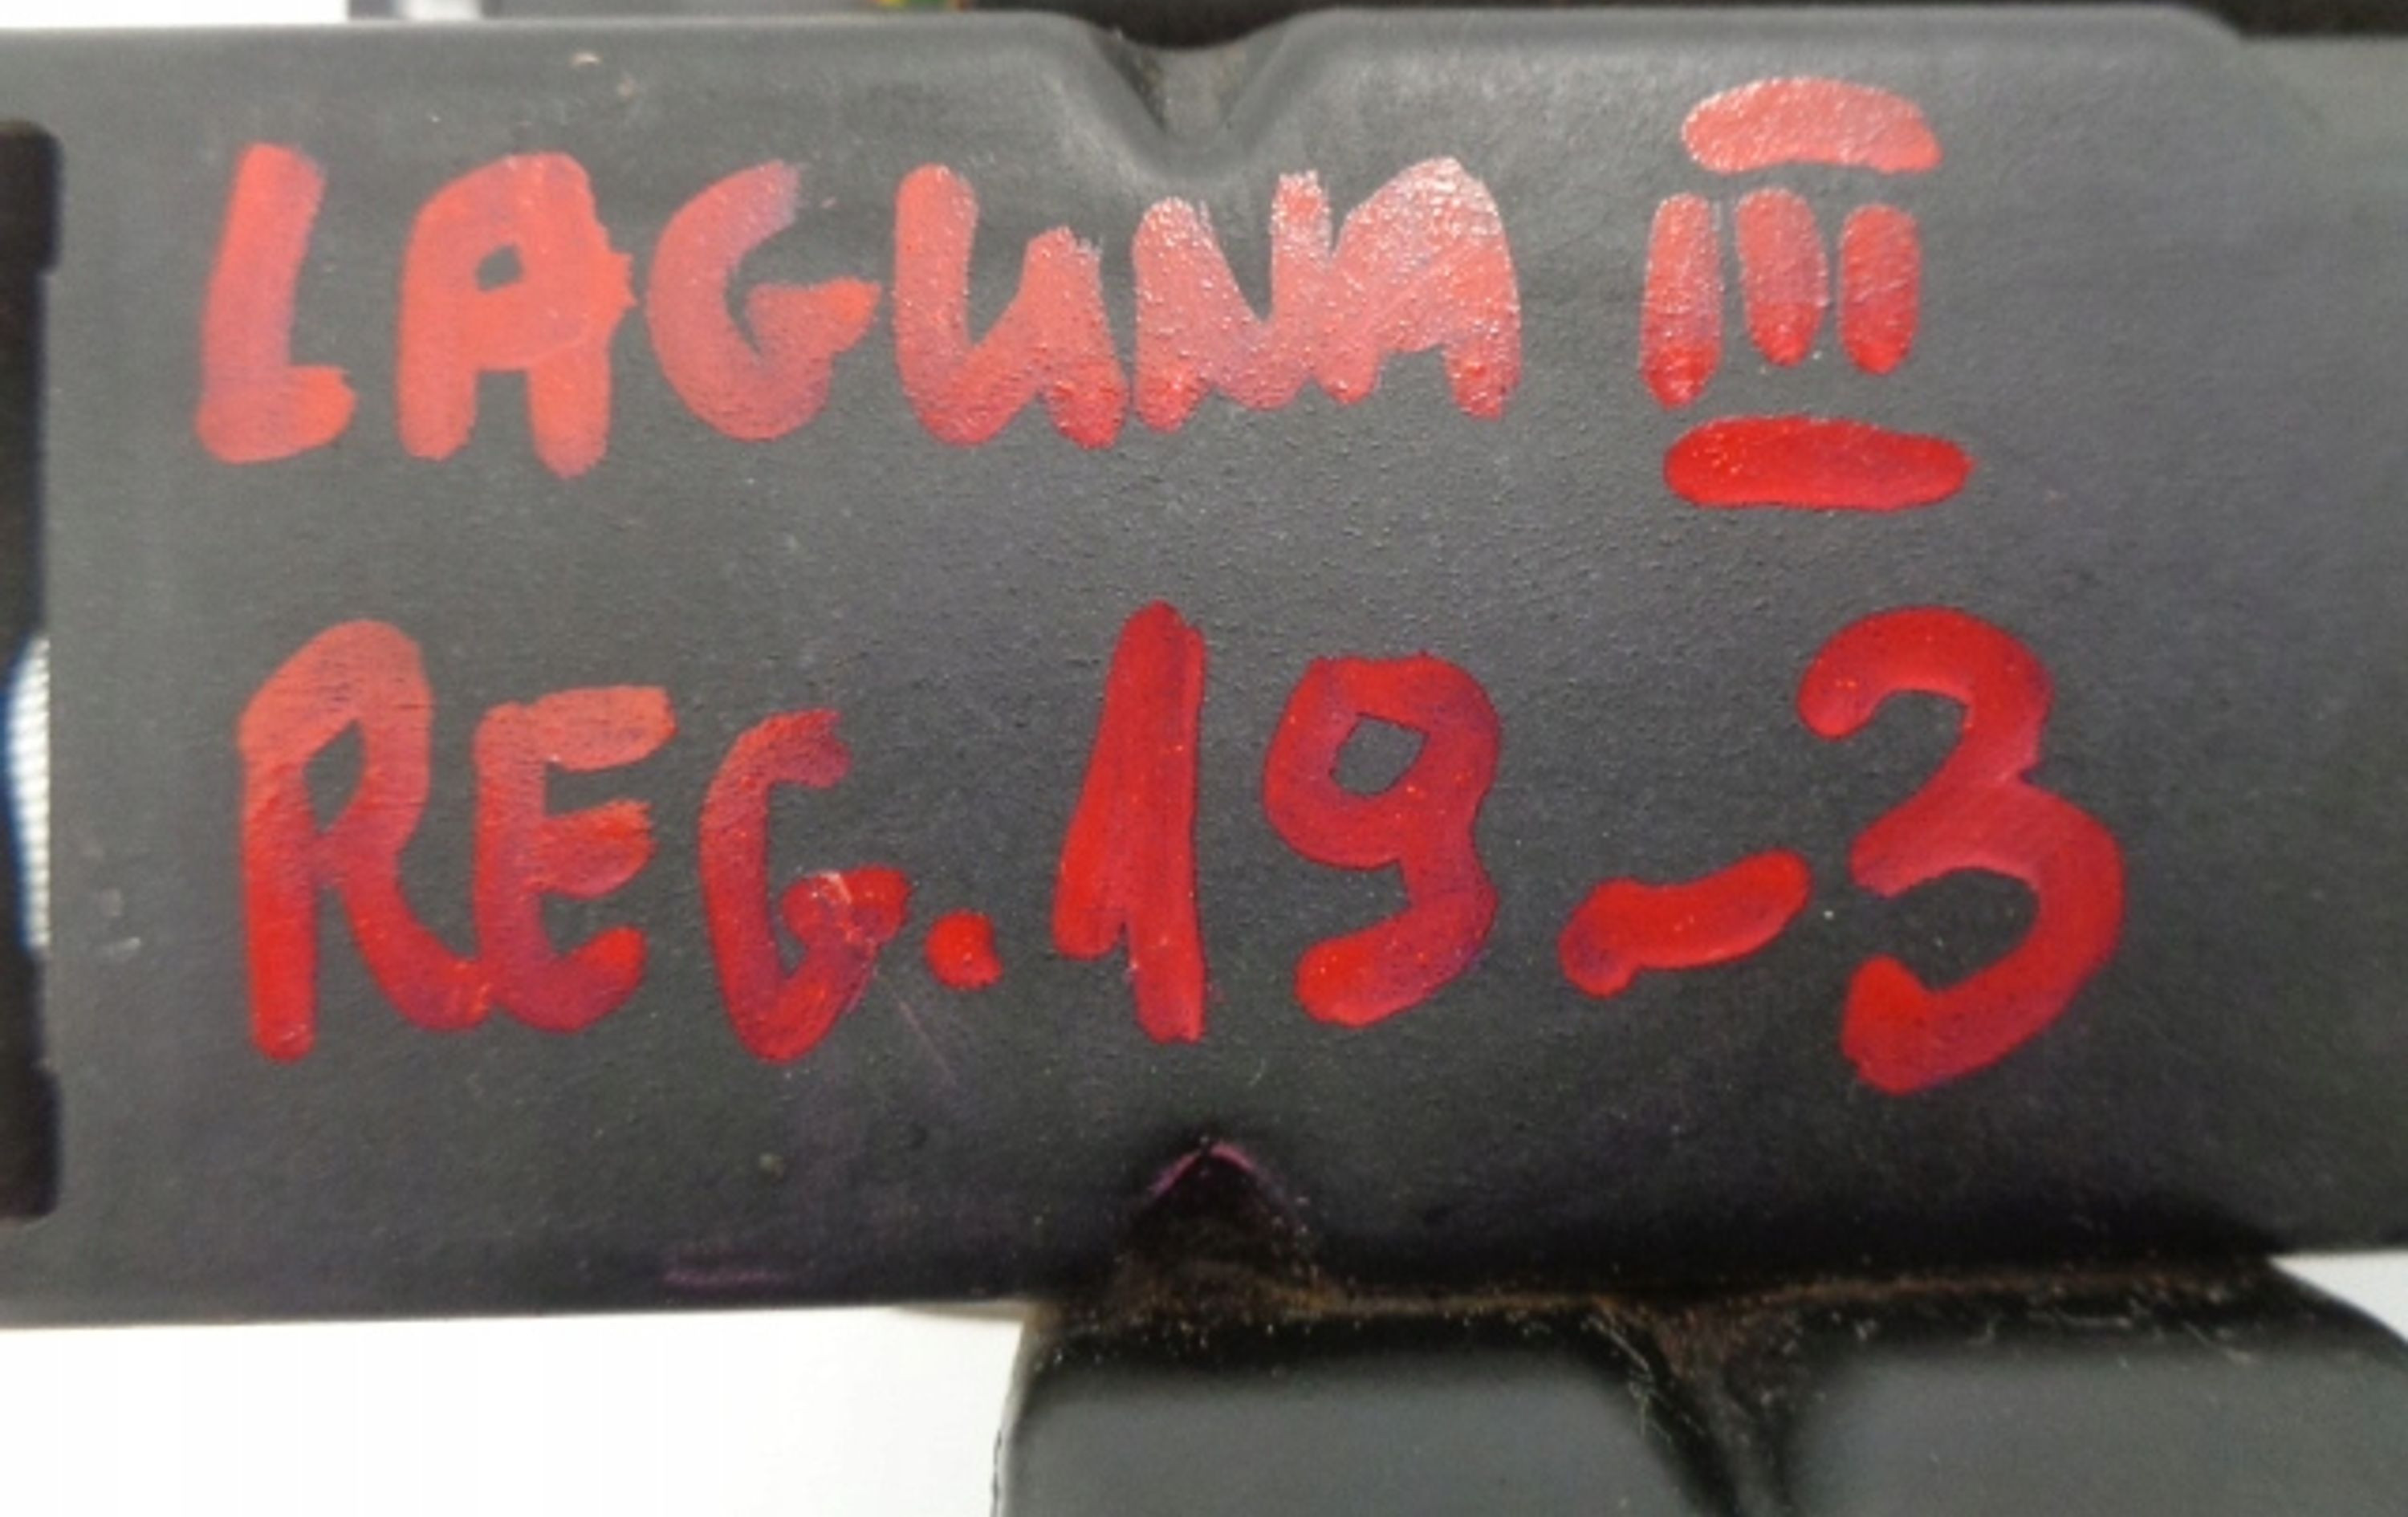 LAGUNA III
REG. 19-3